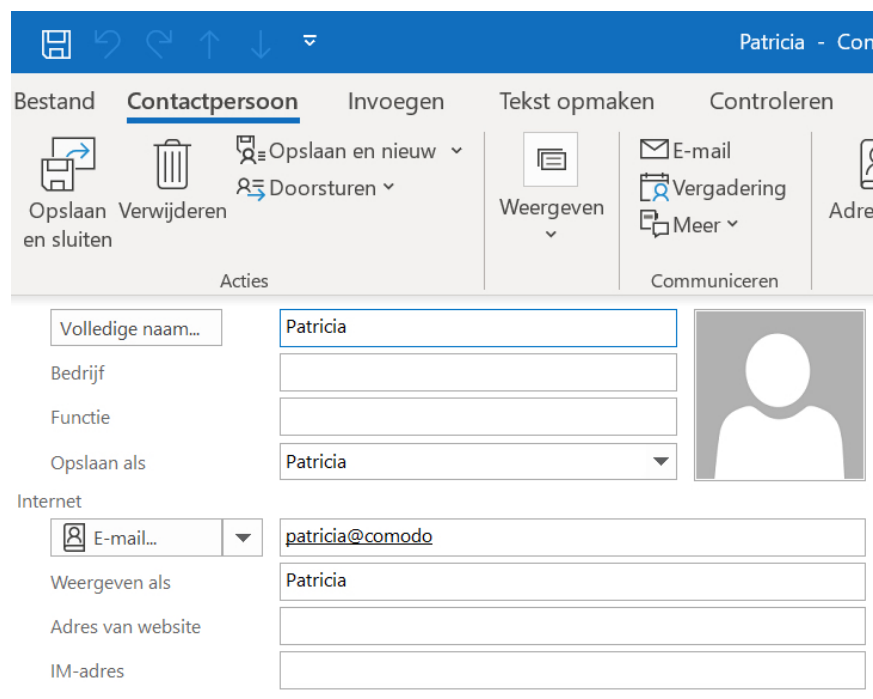 Patricia - Con
Bestand Contactpersoon Invoegen Tekst opmaken Controleren
Opslaan en sluiten
Verwijderen
Opslaan en nieuw
Doorsturen
Acties
Weergeven
E-mail
Vergadering
Meer
Communiceren
Adre
Volledige naam... Patricia
Bedrijf
Functie
Opslaan als Patricia
Internet
E-mail... patricia@comodo
Weergeven als Patricia
Adres van website
IM-adres